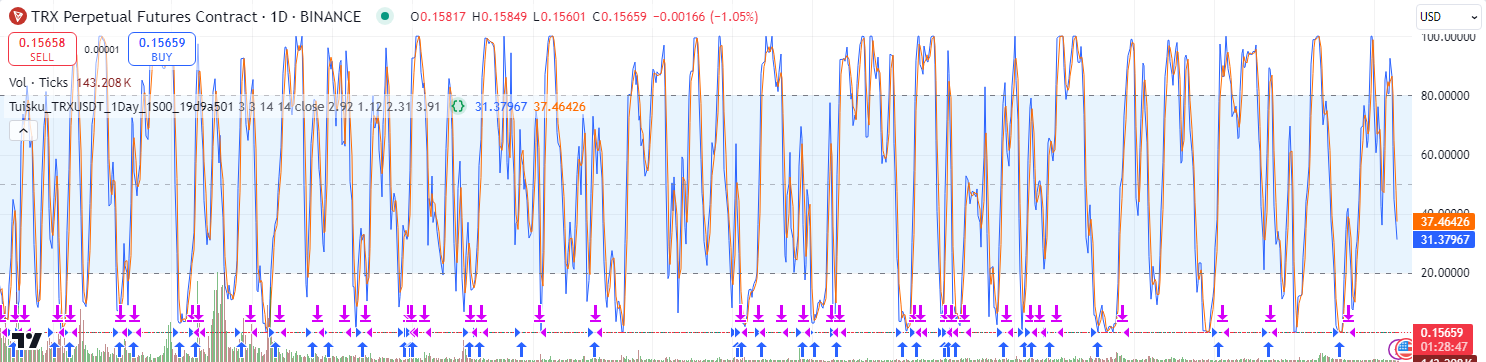 TRX Perpetual Futures Contract · 1D · BINANCE O0.15817 H0.15849 L0.15601 C0.15659 −0.00166 (−1.05%)
USD
0.15658
SELL
0.00001
0.15659
BUY
100.00000
Vol · Ticks 143.208 K
80.00000
Tuisku_TRXUSDT_1Day_1S00_19d9a501 3 3 14 14 close 2.92 1.12 2.31 3.91 {} 31.37967 37.46426
60.00000
40.00000
37.46426
31.37967
20.00000
0.15659
01:28:47
143.208 K